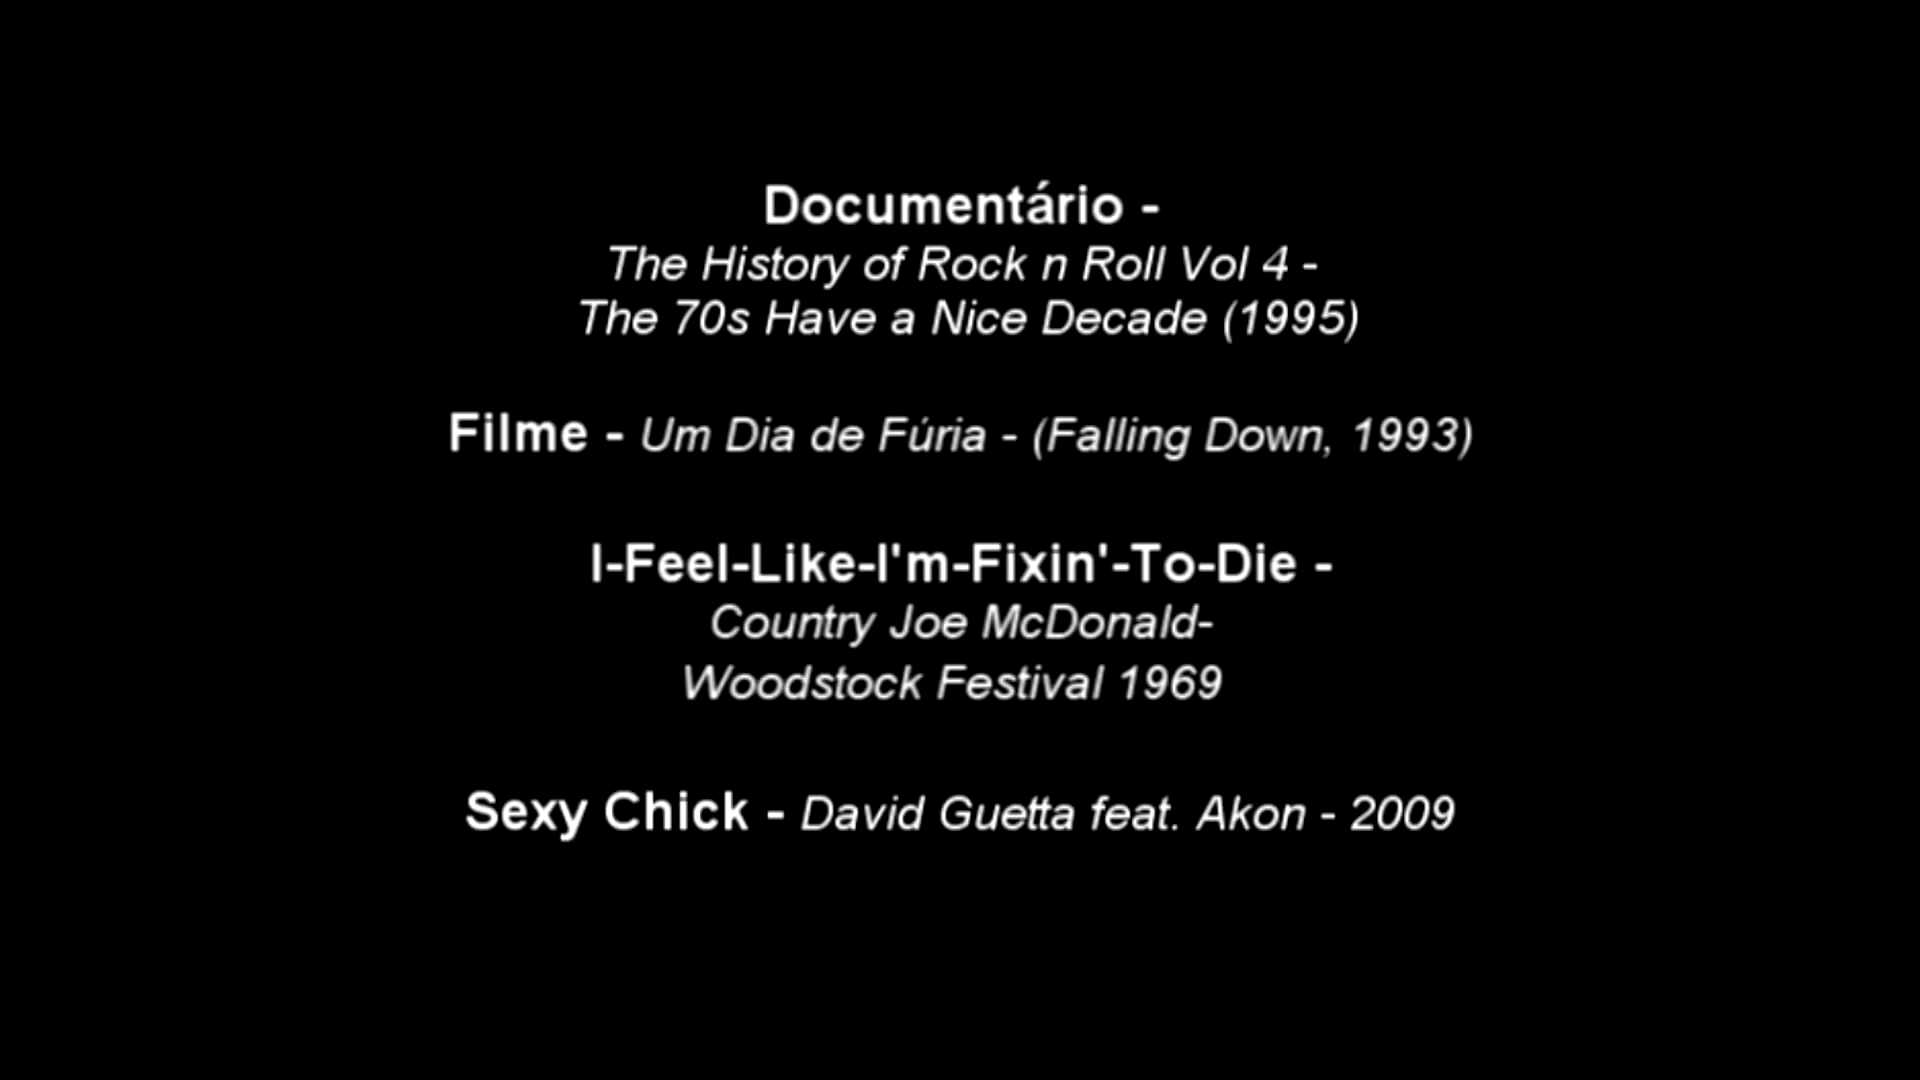 Documentário -
The History of Rock n Roll Vol 4 -
The 70s Have a Nice Decade (1995)
Filme - Um Dia de Fúria - (Falling Down, 1993)
I-Feel-Like-I'm-Fixin'-To-Die -
Country Joe McDonald-
Woodstock Festival 1969
Sexy Chick - David Guetta feat. Akon - 2009